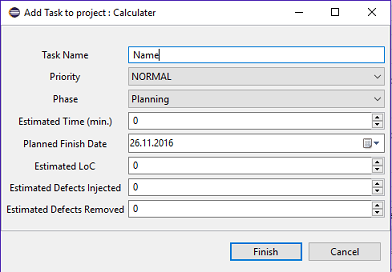 Add Task to project : Calculater
Task Name Name
Priority NORMAL
Phase Planning
Estimated Time (min.) 0
Planned Finish Date 26.11.2016
Estimated LoC 0
Estimated Defects Injected 0
Estimated Defects Removed 0
Finish Cancel